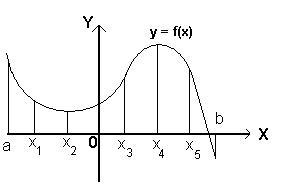 Y
y = f(x)
b
X
a x₁ x₂ 0 x₃ x₄ x₅